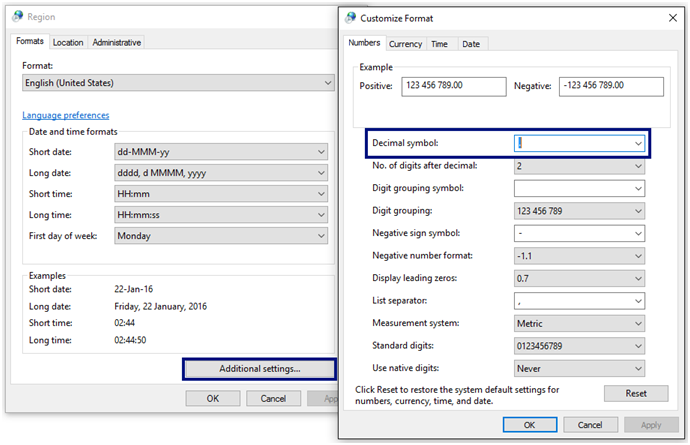 Region
Formats Location Administrative
Format:
English (United States)
Language preferences
Date and time formats
Short date: dd-MMM-yy
Long date: dddd, d MMMM, yyyy
Short time: HH:mm
Long time: HH:mm:ss
First day of week: Monday
Examples
Short date: 22-Jan-16
Long date: Friday, 22 January, 2016
Short time: 02:44
Long time: 02:44:50
Additional settings...
OK Cancel
Customize Format
Numbers Currency Time Date
Example
Positive: 123 456 789.00 Negative: -123 456 789.00
Decimal symbol: .
No. of digits after decimal: 2
Digit grouping symbol:
Digit grouping: 123 456 789
Negative sign symbol: -
Negative number format: -1.1
Display leading zeros: 0.7
List separator: ,
Measurement system: Metric
Standard digits: 0123456789
Use native digits: Never
Click Reset to restore the system default settings for
numbers, currency, time, and date.
Reset
OK Cancel Apply